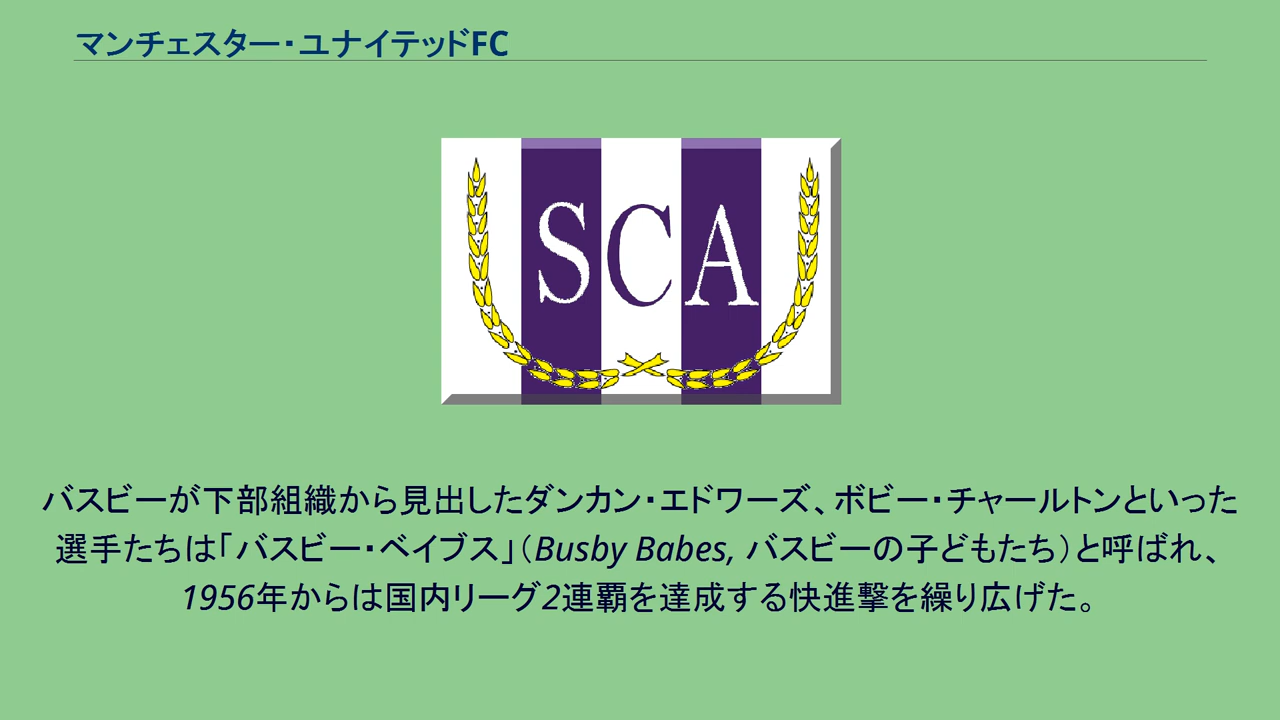 マンチェスター・ユナイテッドFC
SCA
バスビーが下部組織から見出したダンカン・エドワーズ、ボビー・チャールトンといった
選手たちは「バスビー・ベイブス」（Busby Babes, バスビーの子どもたち）と呼ばれ、
1956年からは国内リーグ2連覇を達成する快進撃を繰り広げた。